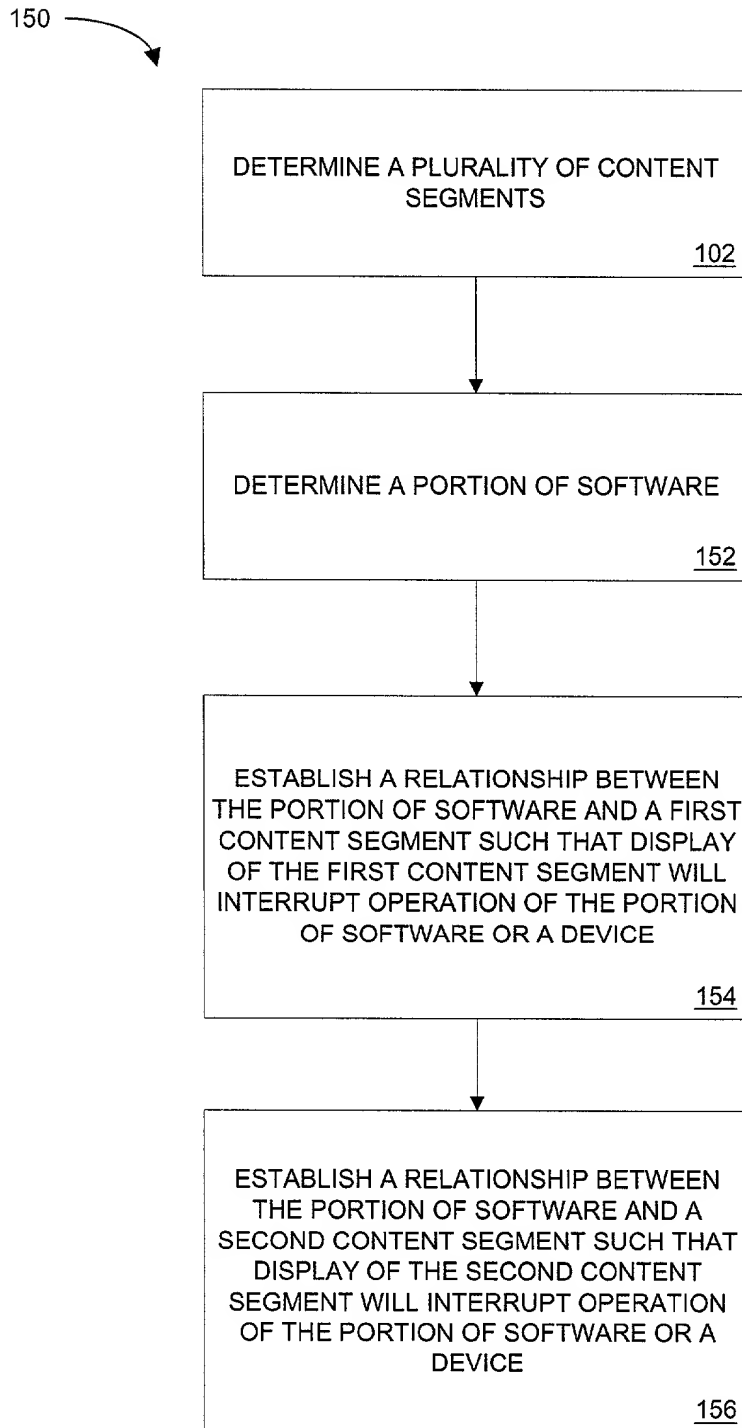 150
DETERMINE A PLURALITY OF CONTENT
SEGMENTS
102
DETERMINE A PORTION OF SOFTWARE
152
ESTABLISH A RELATIONSHIP BETWEEN
THE PORTION OF SOFTWARE AND A FIRST
CONTENT SEGMENT SUCH THAT DISPLAY
OF THE FIRST CONTENT SEGMENT WILL
INTERRUPT OPERATION OF THE PORTION
OF SOFTWARE OR A DEVICE
154
ESTABLISH A RELATIONSHIP BETWEEN
THE PORTION OF SOFTWARE AND A
SECOND CONTENT SEGMENT SUCH THAT
DISPLAY OF THE SECOND CONTENT
SEGMENT WILL INTERRUPT OPERATION
OF THE PORTION OF SOFTWARE OR A
DEVICE
156